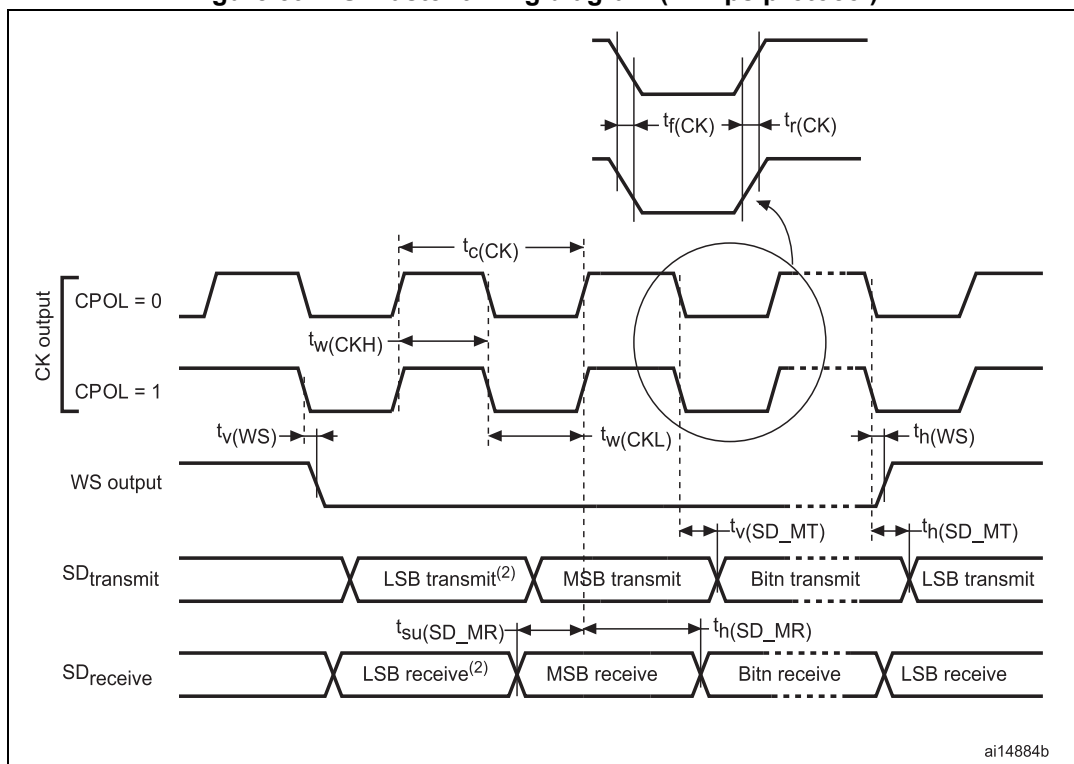 tf(CK) tr(CK)
tc(CK)
CK output
CPOL = 0
tw(CKH)
CPOL = 1
tv(WS) tw(CKL) th(WS)
WS output
tv(SD_MT) th(SD_MT)
SDtransmit LSB transmit(2) MSB transmit Bitn transmit LSB transmit
tsu(SD_MR) th(SD_MR)
SDreceive LSB receive(2) MSB receive Bitn receive LSB receive
ai14884b